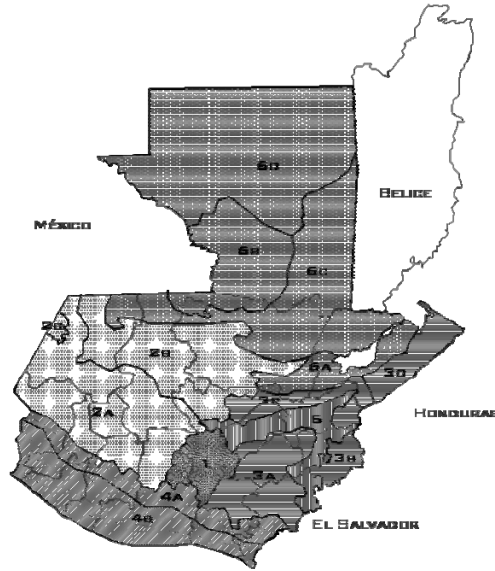 6D
BELICE
MÉXICO
6B
6C
2B
2B
6A
3D
3C
2A
5
HONDURAS
1
3B
3A
4A
4B
EL SALVADOR